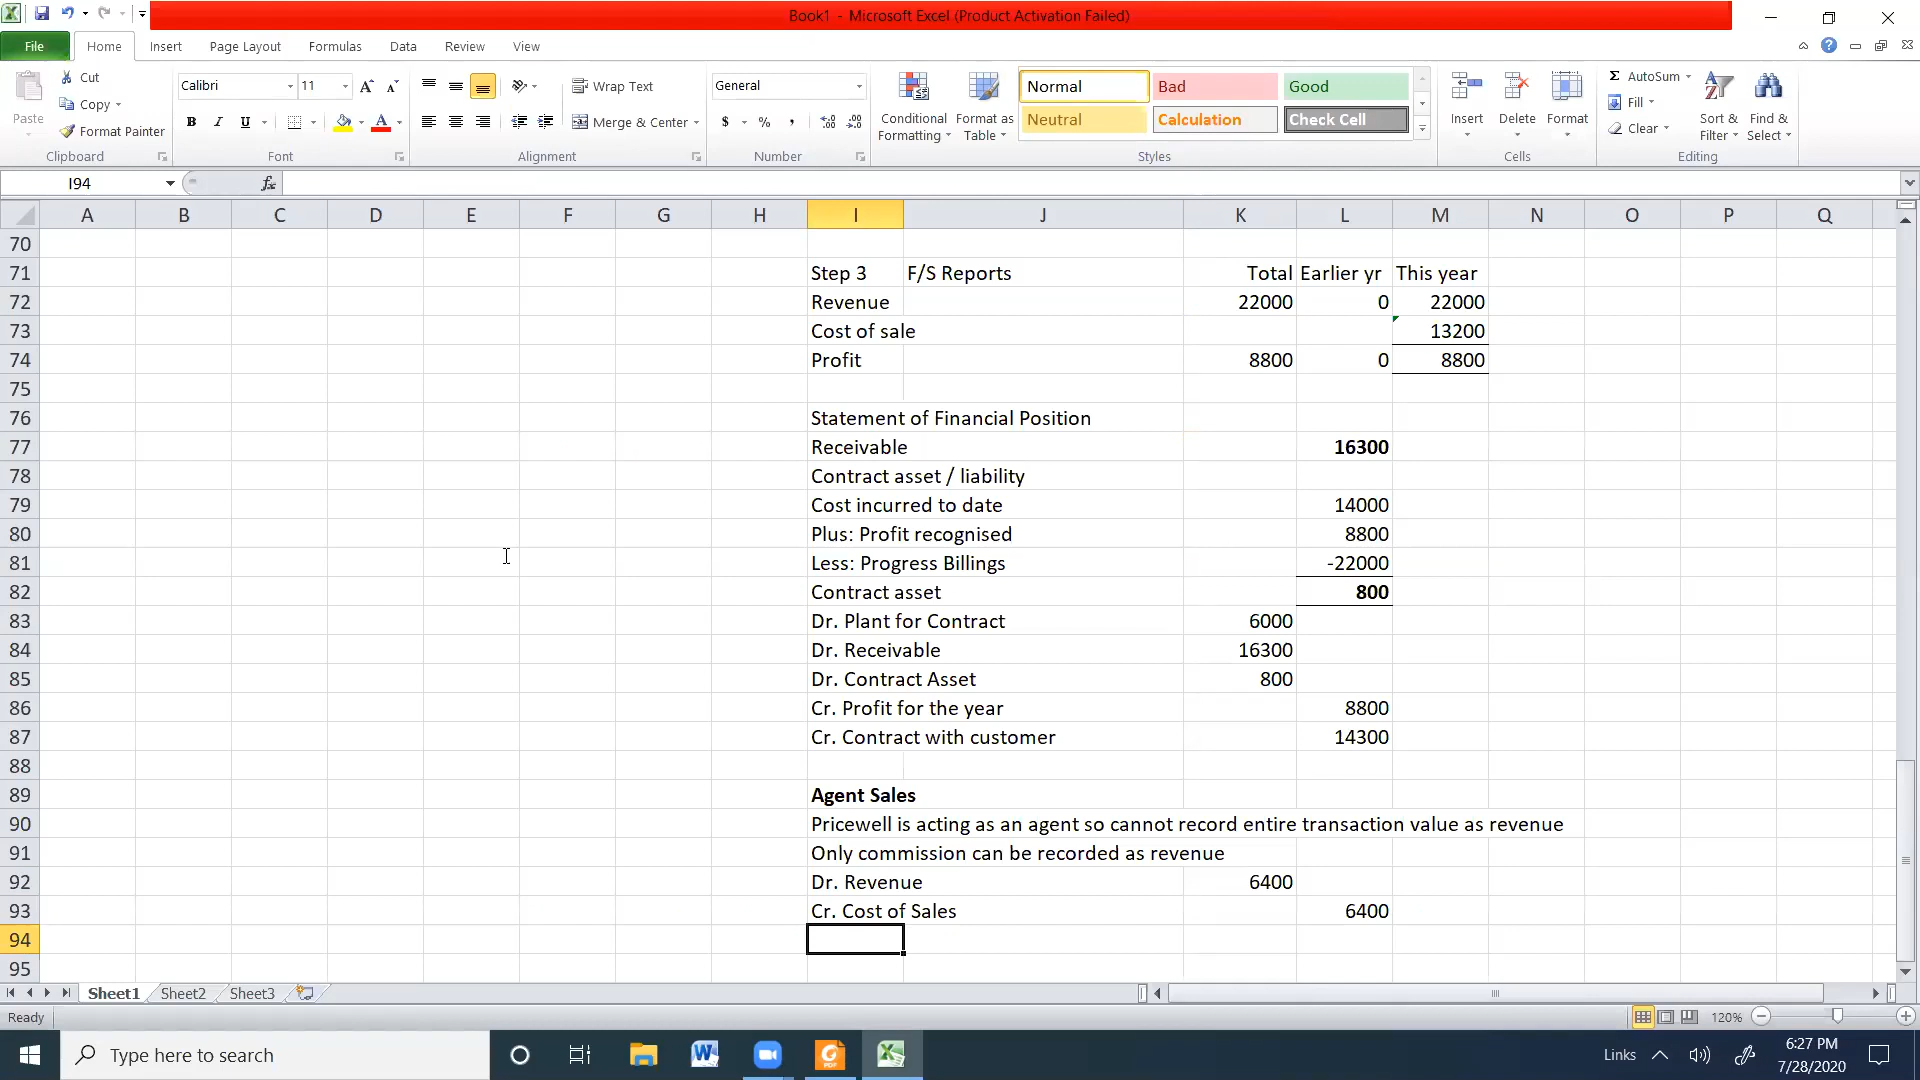 Book1 - Microsoft Excel (Product Activation Failed)
File Home Insert Page Layout Formulas Data Review View
Paste
Cut
Copy
Format Painter
Clipboard
Calibri 11
B I U
Font
Wrap Text
Merge & Center
Alignment
General
$ % ,
Number
Conditional Formatting
Format as Table
Normal Bad Good
Neutral Calculation Check Cell
Styles
Insert Delete Format
Cells
Σ AutoSum
Fill
Clear
Sort & Filter
Find & Select
Editing
I94 fx
A B C D E F G H I J K L M N O P Q
70
71 Step 3 F/S Reports Total Earlier yr This year
72 Revenue 22000 0 22000
73 Cost of sale 13200
74 Profit 8800 0 8800
75
76 Statement of Financial Position
77 Receivable 16300
78 Contract asset / liability
79 Cost incurred to date 14000
80 Plus: Profit recognised 8800
81 Less: Progress Billings -22000
82 Contract asset 800
83 Dr. Plant for Contract 6000
84 Dr. Receivable 16300
85 Dr. Contract Asset 800
86 Cr. Profit for the year 8800
87 Cr. Contract with customer 14300
88
89 Agent Sales
90 Pricewell is acting as an agent so cannot record entire transaction value as revenue
91 Only commission can be recorded as revenue
92 Dr. Revenue 6400
93 Cr. Cost of Sales 6400
94
95
Sheet1 Sheet2 Sheet3
Ready 120%
Type here to search
Links
6:27 PM
7/28/2020